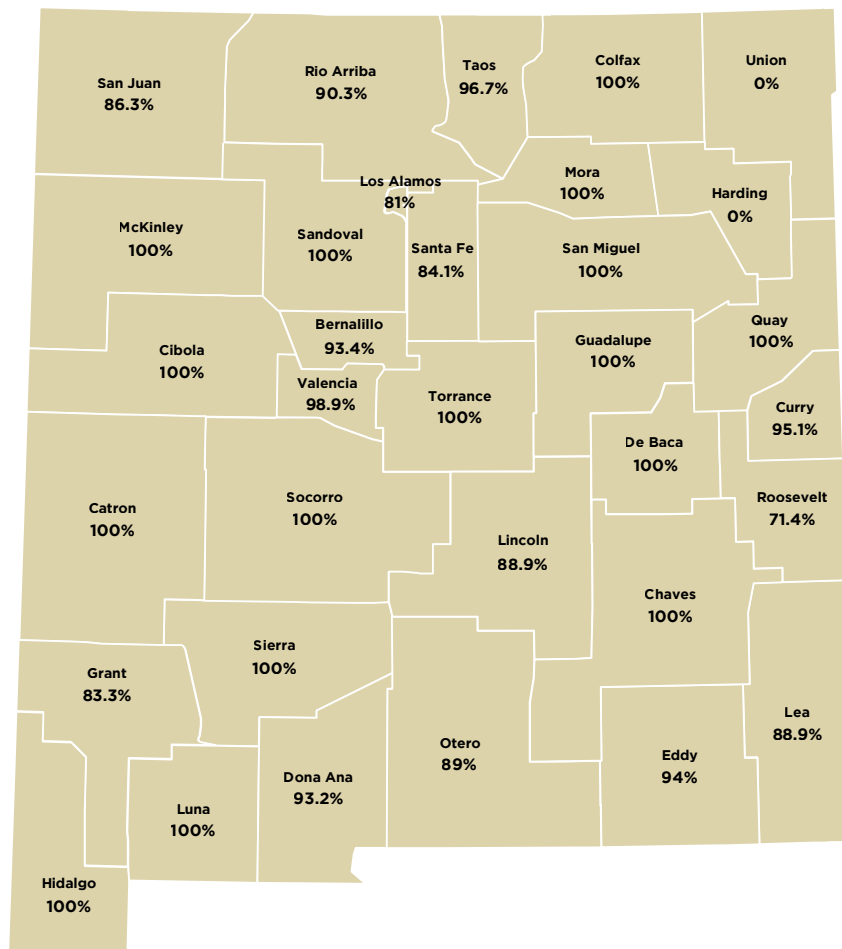 San Juan
86.3%
Rio Arriba
90.3%
Taos
96.7%
Colfax
100%
Union
0%
Los Alamos
81%
Mora
100%
Harding
0%
McKinley
100%
Sandoval
100%
Santa Fe
84.1%
San Miguel
100%
Quay
100%
Cibola
100%
Bernalillo
93.4%
Guadalupe
100%
Valencia
98.9%
Torrance
100%
Curry
95.1%
De Baca
100%
Catron
100%
Socorro
100%
Roosevelt
71.4%
Lincoln
88.9%
Chaves
100%
Sierra
100%
Grant
83.3%
Lea
88.9%
Otero
89%
Eddy
94%
Dona Ana
93.2%
Luna
100%
Hidalgo
100%